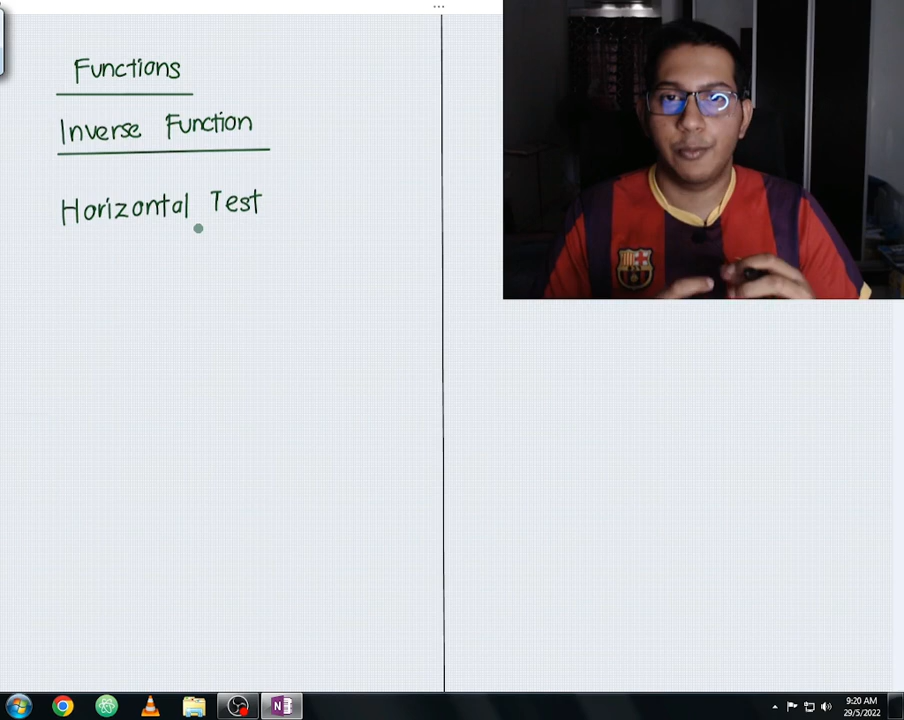 Functions
Inverse Function
Horizontal Test
9:20 AM
29/5/2022